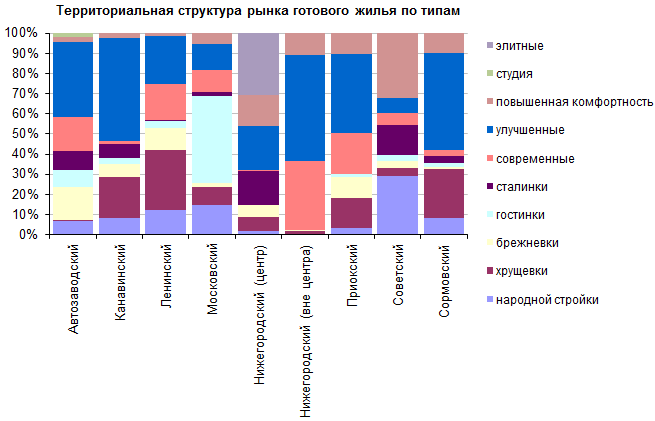 Территориальная структура рынка готового жилья по типам
100%
90%
80%
70%
60%
50%
40%
30%
20%
10%
0%
Автозаводский
Канавинский
Ленинский
Московский
Нижегородский (центр)
Нижегородский (вне центра)
Приокский
Советский
Сормовский
элитные
студия
повышенная комфортность
улучшенные
современные
сталинки
гостинки
брежневки
хрущевки
народной стройки